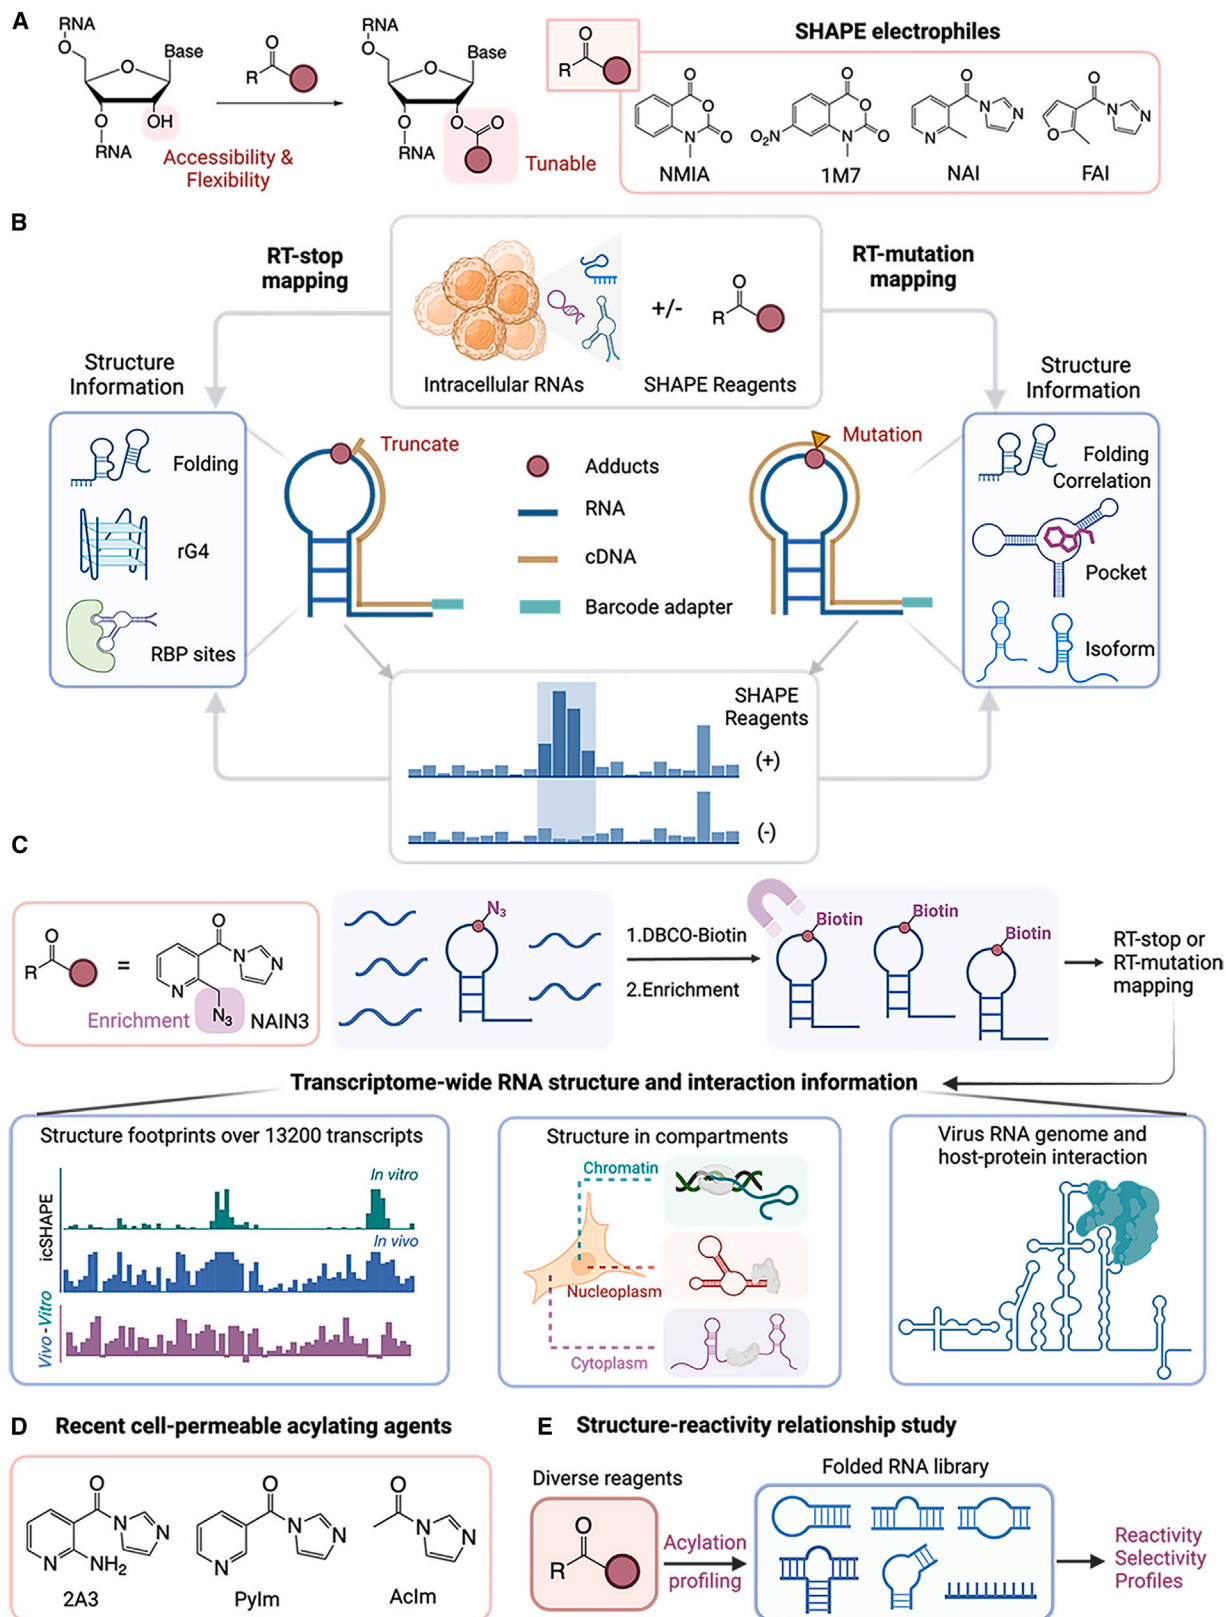 A
RNA
O
Base
O
O
OH
RNA
Accessibility &
Flexibility
O
R
RNA
O
Base
O
O
O
O
RNA
Tunable
SHAPE electrophiles
O
R
O
O
N
O
NMIA
O
O
N
O
O₂N
1M7
O
N
N
N
NAI
O
N
N
O
FAI
B
RT-stop
mapping
RT-mutation
mapping
+/-
O
R
Intracellular RNAs
SHAPE Reagents
Structure
Information
Folding
rG4
RBP sites
Truncate
Adducts
RNA
cDNA
Barcode adapter
Mutation
Structure
Information
Folding
Correlation
Pocket
Isoform
SHAPE
Reagents
(+)
(-)
C
O
R
=
O
N
N
N
N₃
Enrichment
NAIN3
N₃
1.DBCO-Biotin
2.Enrichment
Biotin
Biotin
Biotin
RT-stop or
RT-mutation
mapping
Transcriptome-wide RNA structure and interaction information
Structure footprints over 13200 transcripts
icSHAPE
In vitro
In vivo
Vivo - Vitro
Structure in compartments
Chromatin
Nucleoplasm
Cytoplasm
Virus RNA genome and
host-protein interaction
D
Recent cell-permeable acylating agents
O
N
N
N
NH₂
2A3
O
N
N
N
PyIm
O
N
N
AcIm
E
Structure-reactivity relationship study
Diverse reagents
O
R
Acylation
profiling
Folded RNA library
Reactivity
Selectivity
Profiles